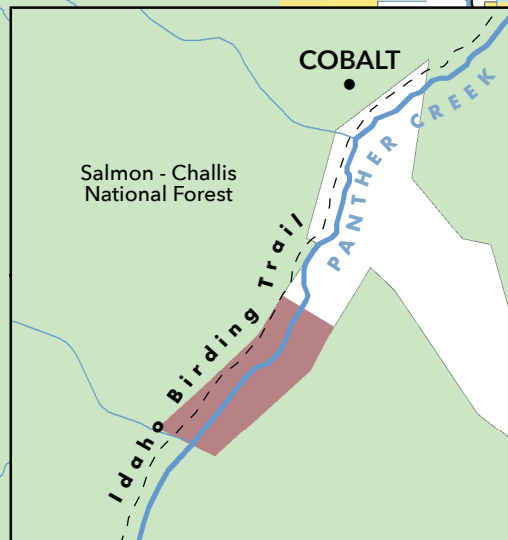 COBALT
PANTHER CREEK
Salmon - Challis
National Forest
Idaho Birding Trail